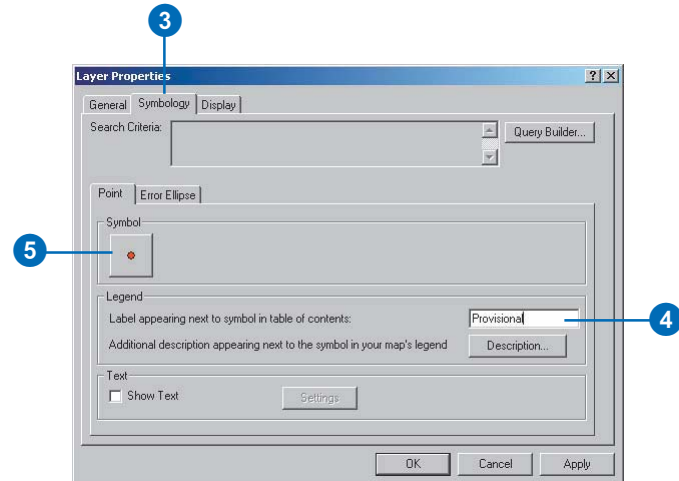 3
Layer Properties
General Symbology Display
Search Criteria:
Query Builder...
Point Error Ellipse
Symbol
5
Legend
Label appearing next to symbol in table of contents: Provisional
4
Additional description appearing next to the symbol in your map's legend Description...
Text
Show Text Settings
OK Cancel Apply